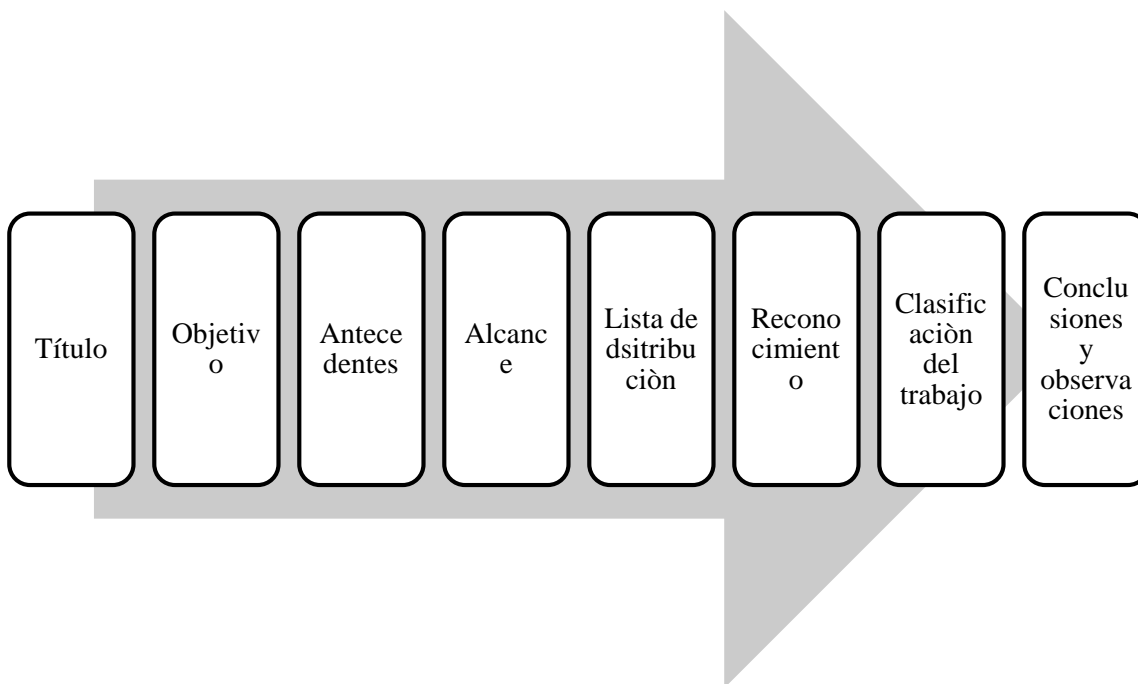 Título
Objetiv
o
Antece
dentes
Alcanc
e
Lista de
dsitribu
ciòn
Recono
cimient
o
Clasific
aciòn
del
trabajo
Conclu
siones
y
observa
ciones